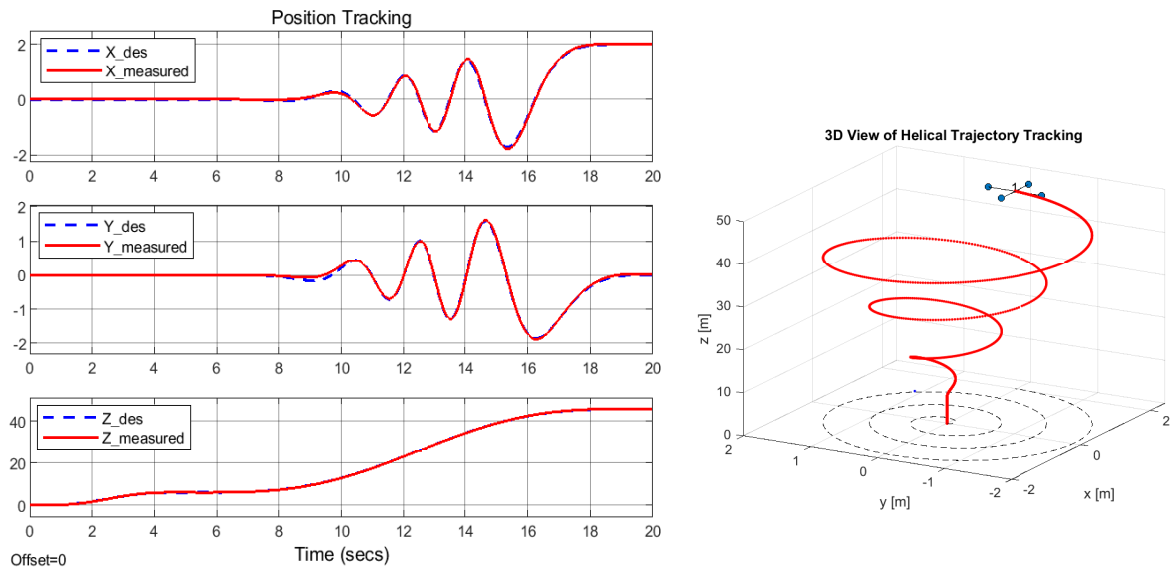 Position Tracking
X_des
X_measured
2
0
-2
0 2 4 6 8 10 12 14 16 18 20
Y_des
Y_measured
2
1
0
-1
-2
0 2 4 6 8 10 12 14 16 18 20
Z_des
Z_measured
40
20
0
0 2 4 6 8 10 12 14 16 18 20
Time (secs)
Offset=0
3D View of Helical Trajectory Tracking
1
50
40
30
20
10
0
z [m]
2
1
0
-1
-2
y [m]
-2
0
2
x [m]